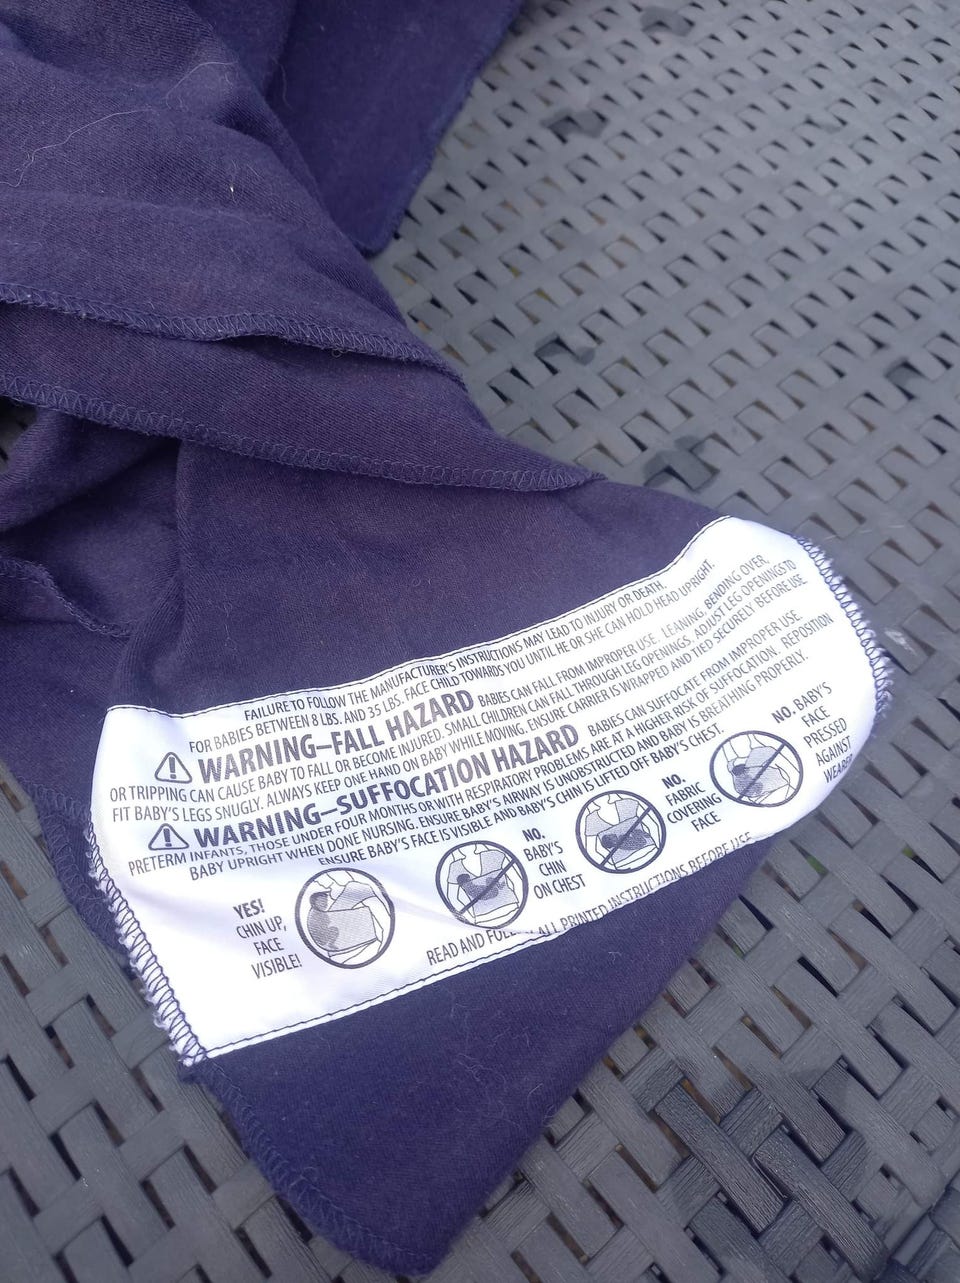 FAILURE TO FOLLOW THE MANUFACTURER'S INSTRUCTIONS MAY LEAD TO INJURY OR DEATH.
FOR BABIES BETWEEN 8 LBS. AND 35 LBS. FACE CHILD TOWARDS YOU UNTIL HE OR SHE CAN HOLD HEAD UPRIGHT.
WARNING–FALL HAZARD BABIES CAN FALL FROM IMPROPER USE. LEANING, BENDING OVER,
OR TRIPPING CAN CAUSE BABY TO FALL OR BECOME INJURED. SMALL CHILDREN CAN FALL THROUGH LEG OPENINGS. ADJUST LEG OPENINGS TO
FIT BABY'S LEGS SNUGLY. ALWAYS KEEP ONE HAND ON BABY WHILE MOVING. ENSURE CARRIER IS WRAPPED AND TIED SECURELY BEFORE USE.
WARNING–SUFFOCATION HAZARD BABIES CAN SUFFOCATE FROM IMPROPER USE.
PRETERM INFANTS, THOSE UNDER FOUR MONTHS OR WITH RESPIRATORY PROBLEMS ARE AT A HIGHER RISK OF SUFFOCATION. REPOSITION
BABY UPRIGHT WHEN DONE NURSING. ENSURE BABY'S AIRWAY IS UNOBSTRUCTED AND BABY IS BREATHING PROPERLY.
ENSURE BABY'S FACE IS VISIBLE AND BABY'S CHIN IS LIFTED OFF BABY'S CHEST.
YES!
CHIN UP,
FACE
VISIBLE!
NO.
BABY'S
CHIN
ON CHEST
NO.
FABRIC
COVERING
FACE
NO. BABY'S
FACE
PRESSED
AGAINST
WEARER
READ AND FOLLOW ALL PRINTED INSTRUCTIONS BEFORE USE